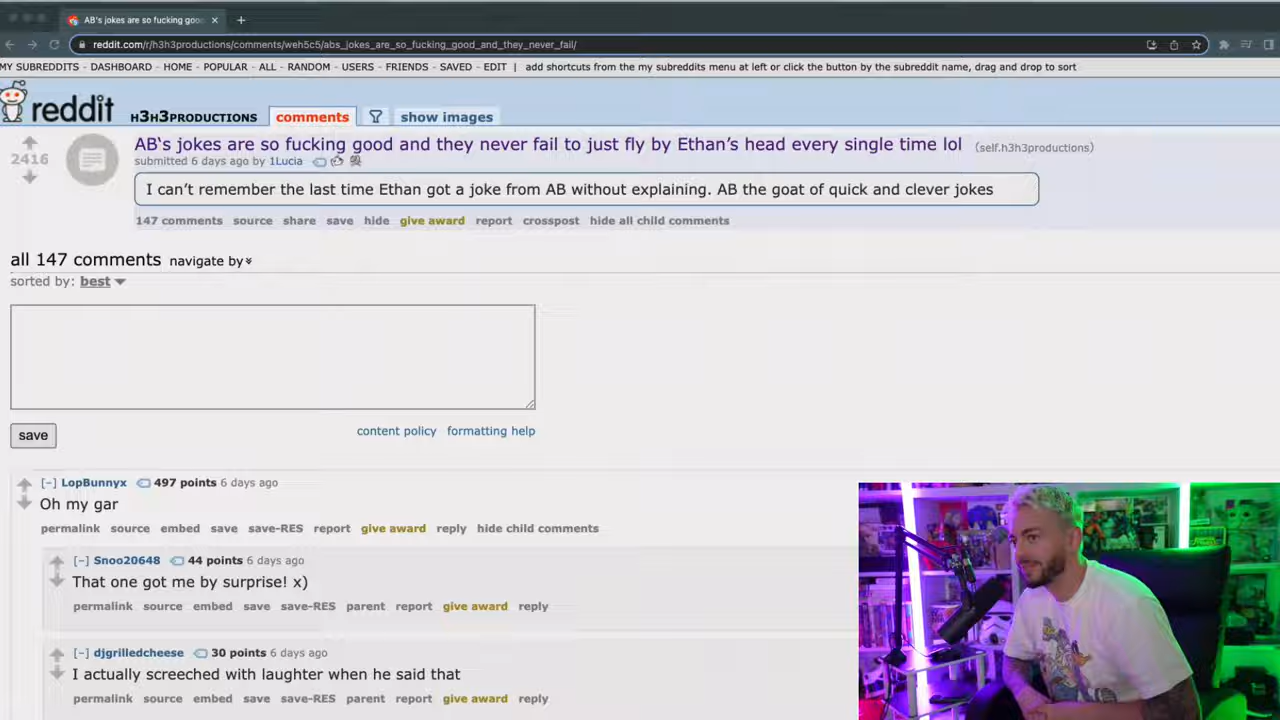 AB's jokes are so fucking good
reddit.com/r/h3h3productions/comments/weh5c5/abs_jokes_are_so_fucking_good_and_they_never_fail/
MY SUBREDDITS - DASHBOARD - HOME - POPULAR - ALL - RANDOM - USERS - FRIENDS - SAVED - EDIT | add shortcuts from the my subreddits menu at left or click the button by the subreddit name, drag and drop to sort
reddit H3H3PRODUCTIONS comments show images
2416
AB's jokes are so fucking good and they never fail to just fly by Ethan's head every single time lol (self.h3h3productions)
submitted 6 days ago by 1Lucia
I can't remember the last time Ethan got a joke from AB without explaining. AB the goat of quick and clever jokes
147 comments source share save hide give award report crosspost hide all child comments
all 147 comments navigate by
sorted by: best
save
content policy formatting help
[–] LopBunnyx 497 points 6 days ago
Oh my gar
permalink source embed save save-RES report give award reply hide child comments
[–] Snoo20648 44 points 6 days ago
That one got me by surprise! x)
permalink source embed save save-RES parent report give award reply
[–] djgrilledcheese 30 points 6 days ago
I actually screeched with laughter when he said that
permalink source embed save save-RES parent report give award reply